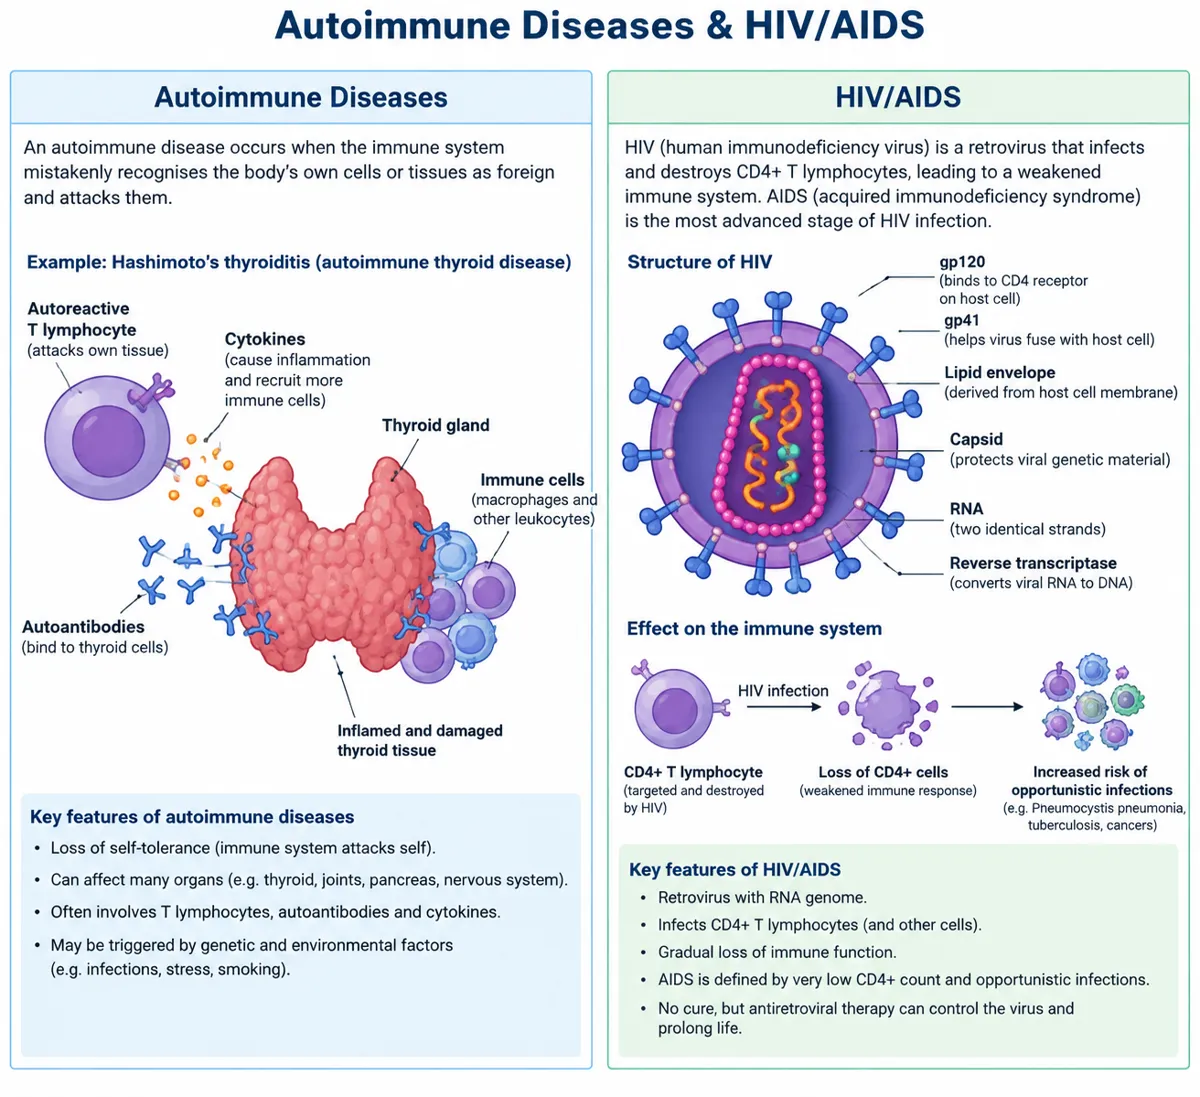 Autoimmune Diseases & HIV/AIDS
Autoimmune Diseases
An autoimmune disease occurs when the immune system
mistakenly recognises the body's own cells or tissues as foreign
and attacks them.
Example: Hashimoto's thyroiditis (autoimmune thyroid disease)
Autoreactive
T lymphocyte
(attacks own tissue)
Cytokines
(cause inflammation
and recruit more
immune cells)
Thyroid gland
Immune cells
(macrophages and
other leukocytes)
Autoantibodies
(bind to thyroid cells)
Inflamed and damaged
thyroid tissue
Key features of autoimmune diseases
• Loss of self-tolerance (immune system attacks self).
• Can affect many organs (e.g. thyroid, joints, pancreas, nervous system).
• Often involves T lymphocytes, autoantibodies and cytokines.
• May be triggered by genetic and environmental factors
(e.g. infections, stress, smoking).
HIV/AIDS
HIV (human immunodeficiency virus) is a retrovirus that infects
and destroys CD4+ T lymphocytes, leading to a weakened
immune system. AIDS (acquired immunodeficiency syndrome)
is the most advanced stage of HIV infection.
Structure of HIV
gp120
(binds to CD4 receptor
on host cell)
gp41
(helps virus fuse with host cell)
Lipid envelope
(derived from host cell membrane)
Capsid
(protects viral genetic material)
RNA
(two identical strands)
Reverse transcriptase
(converts viral RNA to DNA)
Effect on the immune system
HIV infection
CD4+ T lymphocyte
(targeted and destroyed
by HIV)
Loss of CD4+ cells
(weakened immune response)
Increased risk of
opportunistic infections
(e.g. Pneumocystis pneumonia,
tuberculosis, cancers)
Key features of HIV/AIDS
• Retrovirus with RNA genome.
• Infects CD4+ T lymphocytes (and other cells).
• Gradual loss of immune function.
• AIDS is defined by very low CD4+ count and opportunistic infections.
• No cure, but antiretroviral therapy can control the virus and
prolong life.